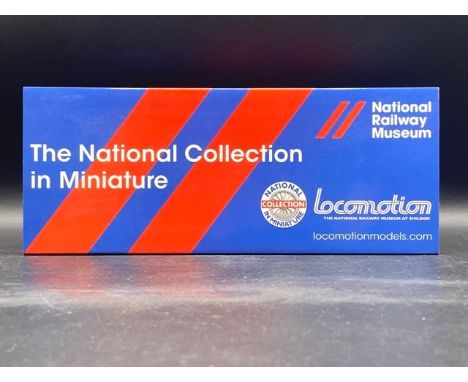 National
Railway
Museum
The National Collection
in Miniature
NATIONAL
COLLECTION
IN MINIATURE
Locomotion
THE NATIONAL RAILWAY MUSEUM AT SHILDON
locomotionmodels.com